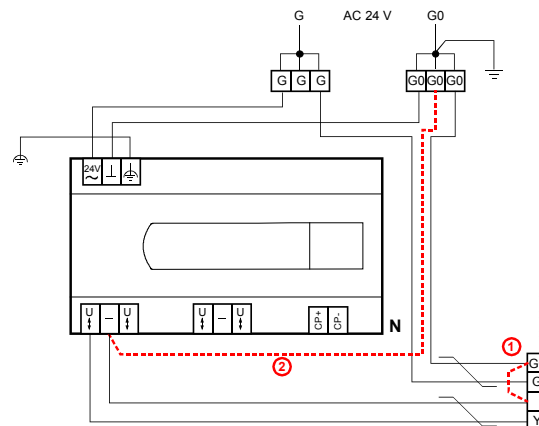 G AC 24 V G0
G G G G0 G0 G0
24V ~ ⊥
U – U U – U CP+ CP-
N
1
2
G
G
Y